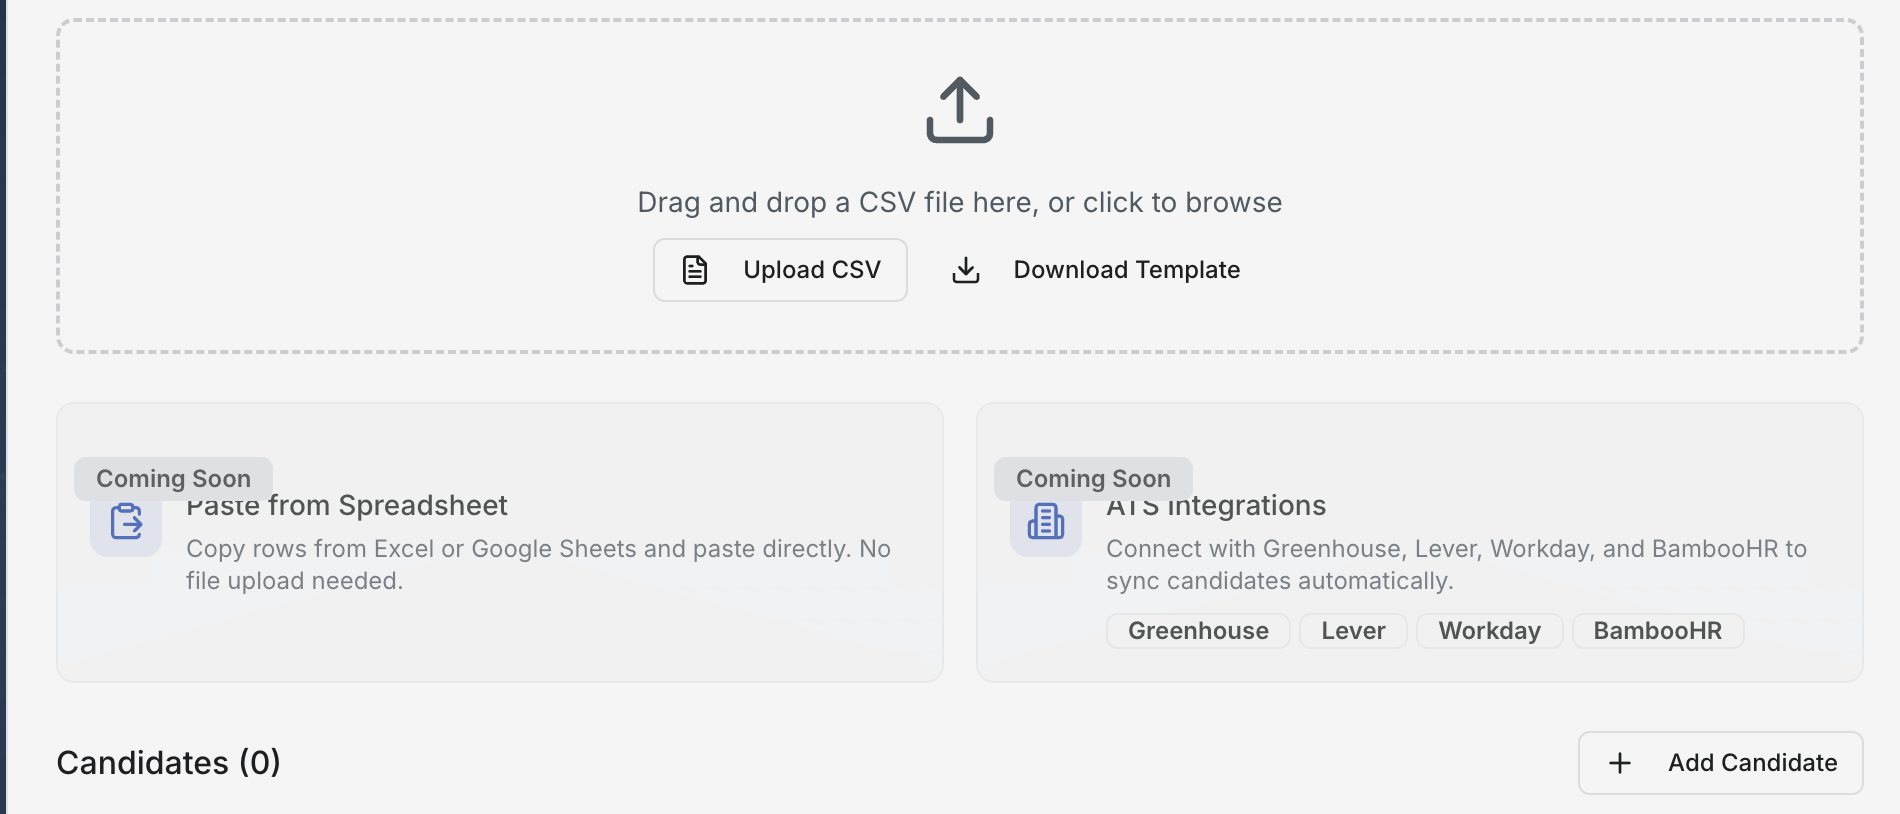 Drag and drop a CSV file here, or click to browse
Upload CSV
Download Template
Coming Soon
Paste from Spreadsheet
Copy rows from Excel or Google Sheets and paste directly. No
file upload needed.
Coming Soon
ATS Integrations
Connect with Greenhouse, Lever, Workday, and BambooHR to
sync candidates automatically.
Greenhouse
Lever
Workday
BambooHR
Candidates (0)
Add Candidate